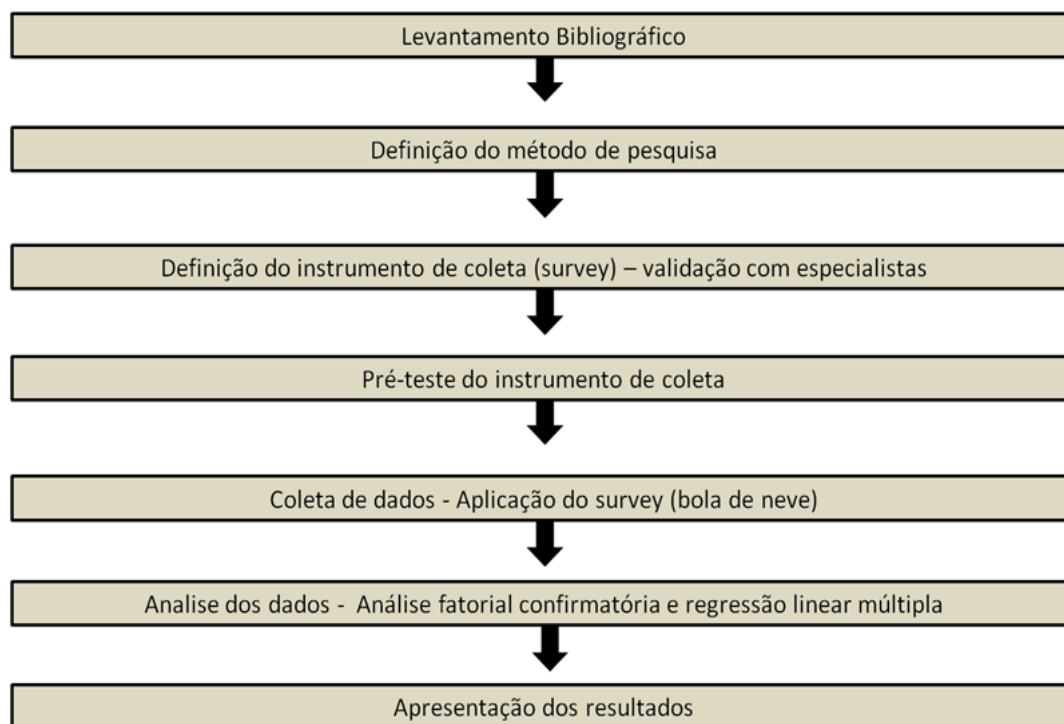 Levantamento Bibliográfico
Definição do método de pesquisa
Definição do instrumento de coleta (survey) – validação com especialistas
Pré-teste do instrumento de coleta
Coleta de dados - Aplicação do survey (bola de neve)
Analise dos dados - Análise fatorial confirmatória e regressão linear múltipla
Apresentação dos resultados